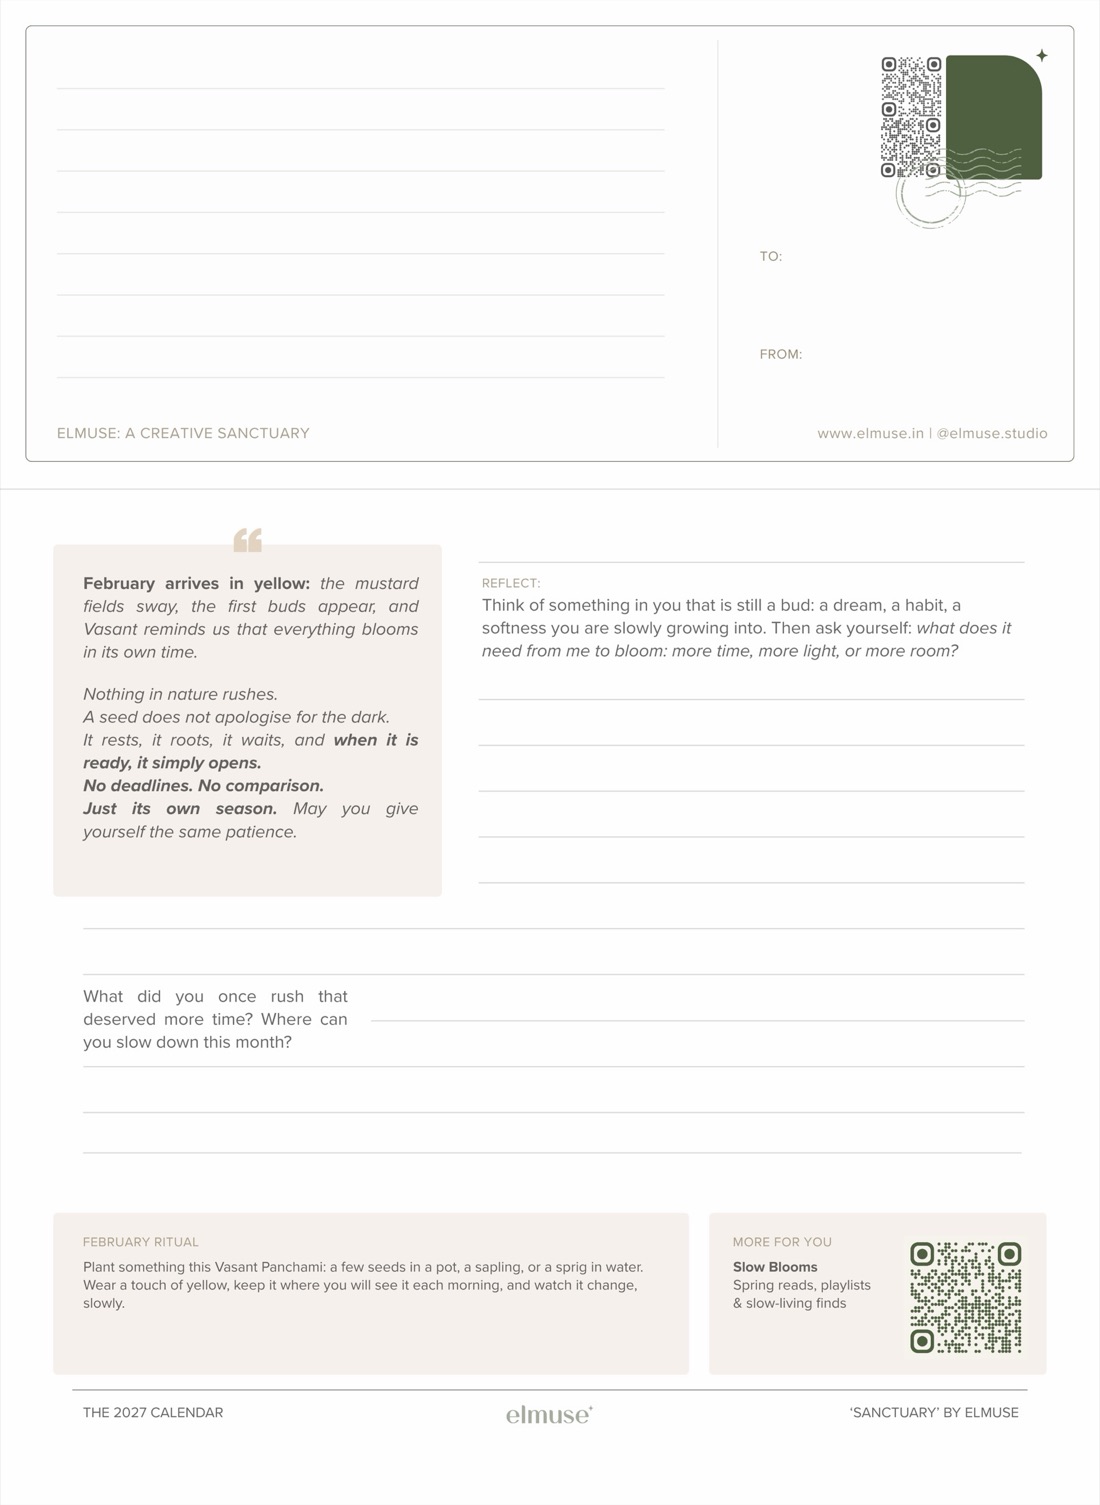 TO:
FROM:
ELMUSE: A CREATIVE SANCTUARY
www.elmuse.in | @elmuse.studio
February arrives in yellow: the mustard
fields sway, the first buds appear, and
Vasant reminds us that everything blooms
in its own time.
Nothing in nature rushes.
A seed does not apologise for the dark.
It rests, it roots, it waits, and when it is
ready, it simply opens.
No deadlines. No comparison.
Just its own season. May you give
yourself the same patience.
REFLECT:
Think of something in you that is still a bud: a dream, a habit, a
softness you are slowly growing into. Then ask yourself: what does it
need from me to bloom: more time, more light, or more room?
What did you once rush that
deserved more time? Where can
you slow down this month?
FEBRUARY RITUAL
Plant something this Vasant Panchami: a few seeds in a pot, a sapling, or a sprig in water.
Wear a touch of yellow, keep it where you will see it each morning, and watch it change,
slowly.
MORE FOR YOU
Slow Blooms
Spring reads, playlists
& slow-living finds
THE 2027 CALENDAR
elmuse
‘SANCTUARY’ BY ELMUSE